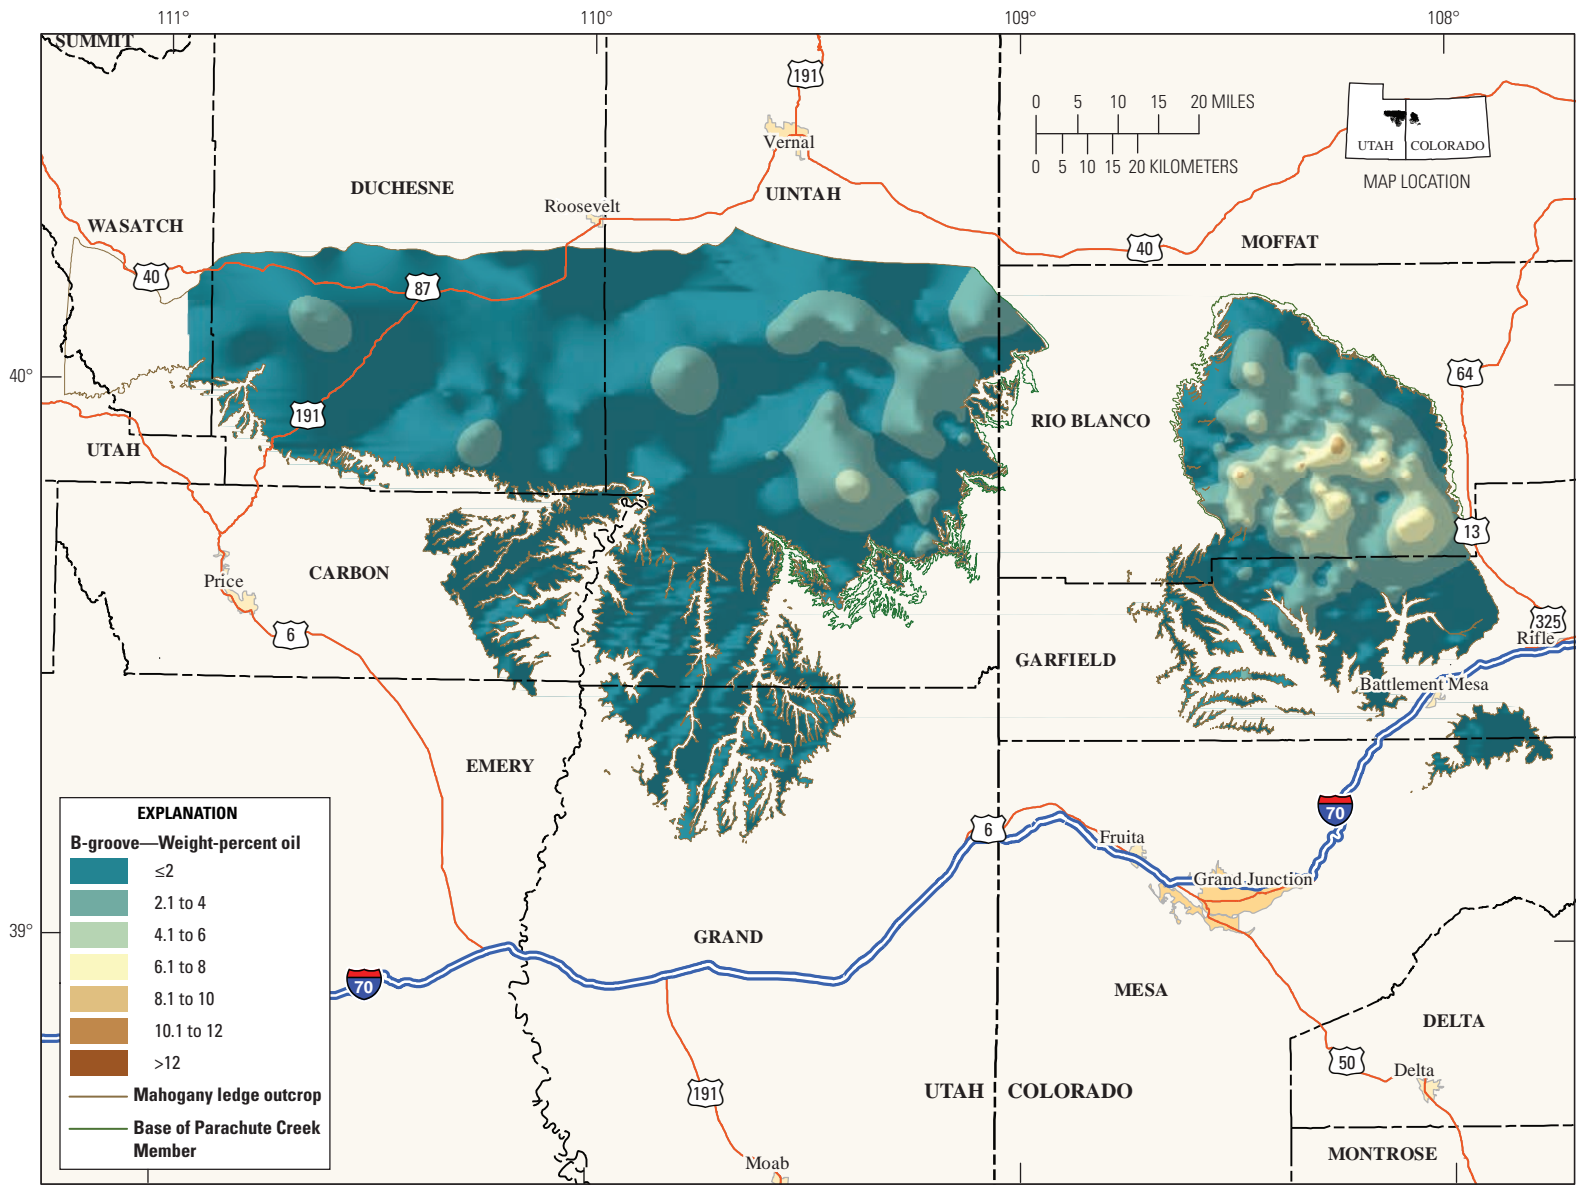 111°
110°
109°
108°
SUMMIT
191
0 5 10 15 20 MILES
0 5 10 15 20 KILOMETERS
UTAH COLORADO
MAP LOCATION
Vernal
DUCHESNE
UINTAH
Roosevelt
WASATCH
40
87
40
MOFFAT
40°
64
191
RIO BLANCO
UTAH
13
Price
CARBON
6
325
Rifle
GARFIELD
Battlement Mesa
EMERY
70
6
Fruita
Grand Junction
39°
GRAND
70
MESA
DELTA
50
Delta
191
UTAH COLORADO
MONTROSE
Moab
EXPLANATION
B-groove—Weight-percent oil
≤2
2.1 to 4
4.1 to 6
6.1 to 8
8.1 to 10
10.1 to 12
>12
Mahogany ledge outcrop
Base of Parachute Creek
Member